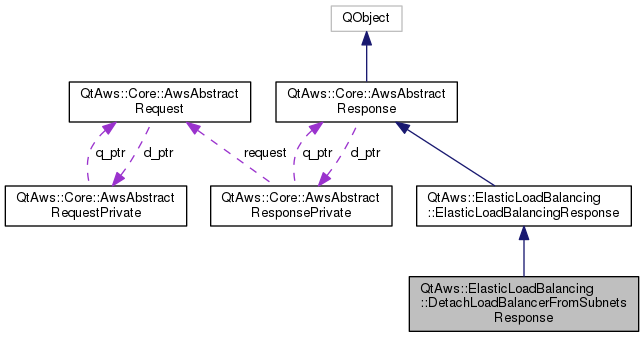 QObject
QtAws::Core::AwsAbstract
Request
QtAws::Core::AwsAbstract
Response
q_ptr
d_ptr
request
q_ptr
d_ptr
QtAws::Core::AwsAbstract
RequestPrivate
QtAws::Core::AwsAbstract
ResponsePrivate
QtAws::ElasticLoadBalancing
::ElasticLoadBalancingResponse
QtAws::ElasticLoadBalancing
::DetachLoadBalancerFromSubnets
Response